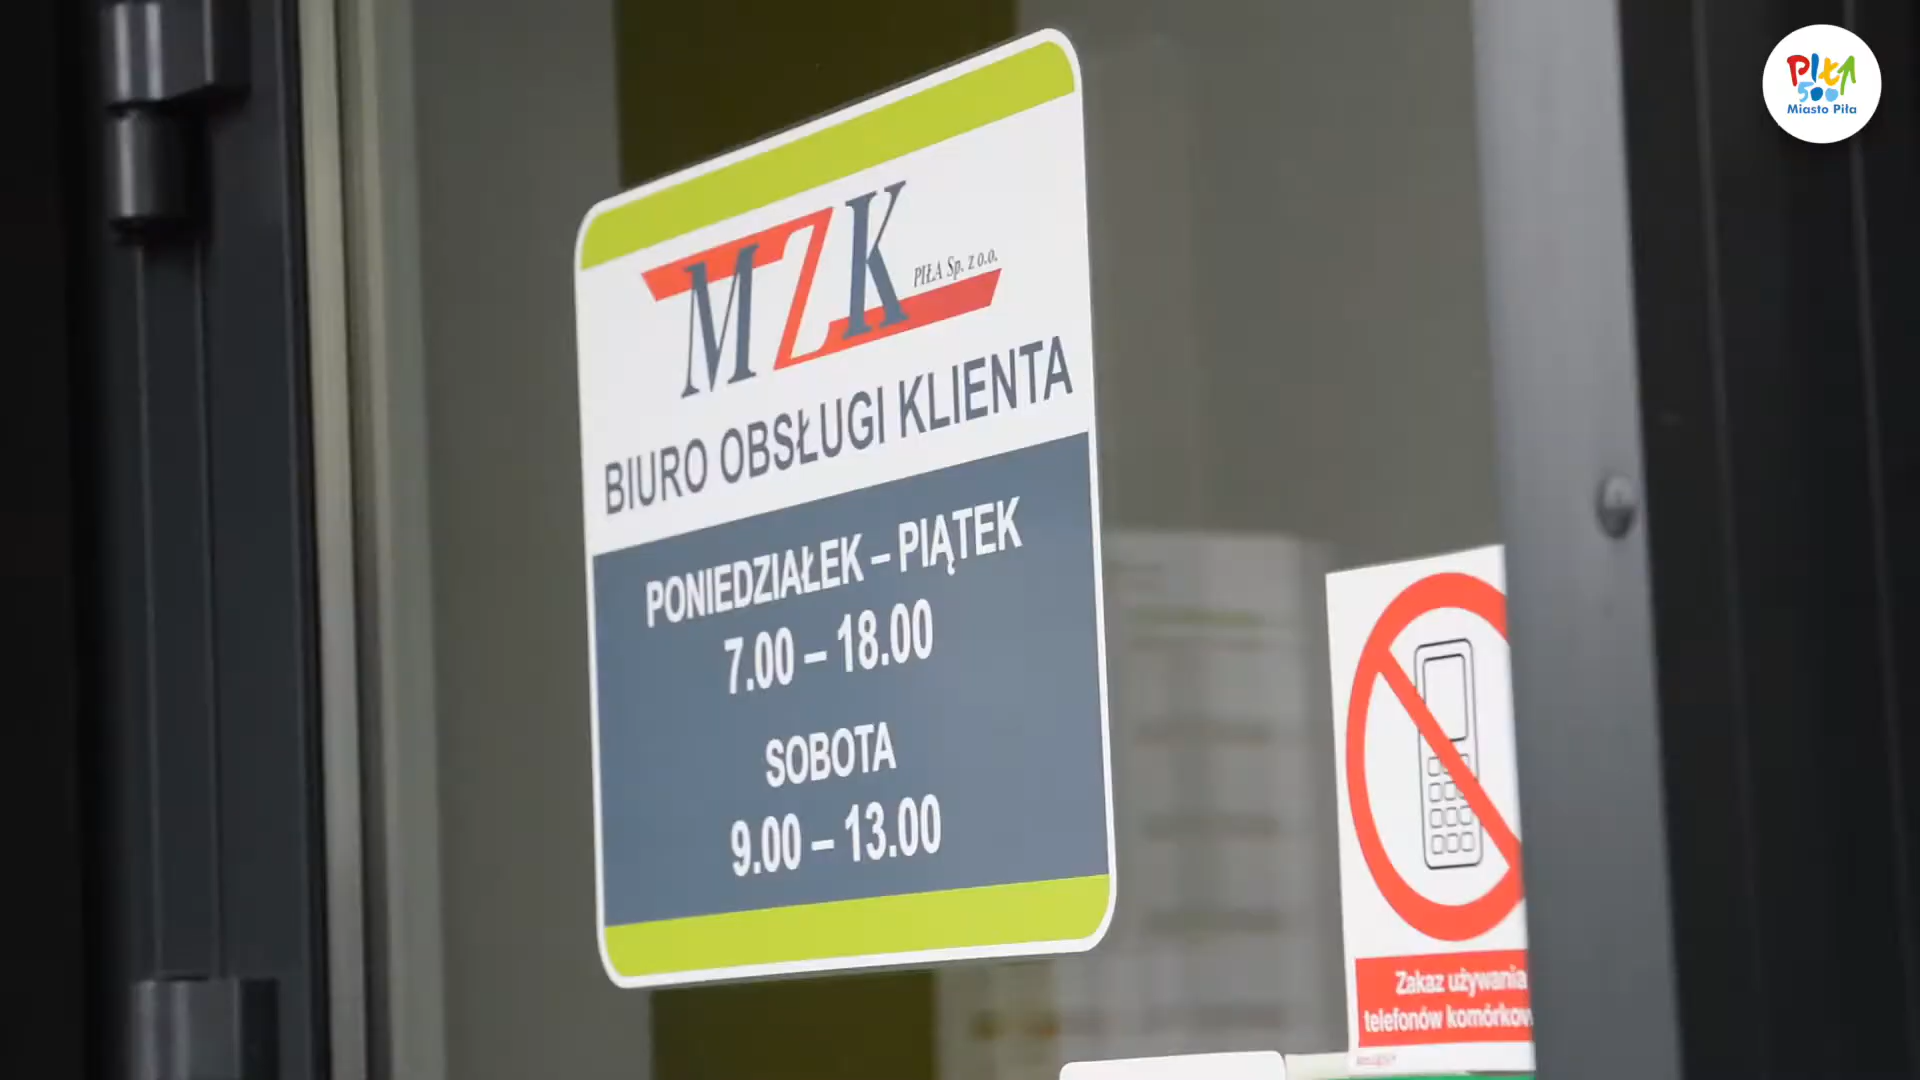 MZK
PIŁA Sp. z o.o.
BIURO OBSŁUGI KLIENTA
PONIEDZIAŁEK – PIĄTEK
7.00 – 18.00
SOBOTA
9.00 – 13.00
Zakaz używania
telefonów
PIŁA
500
Miasto Piła